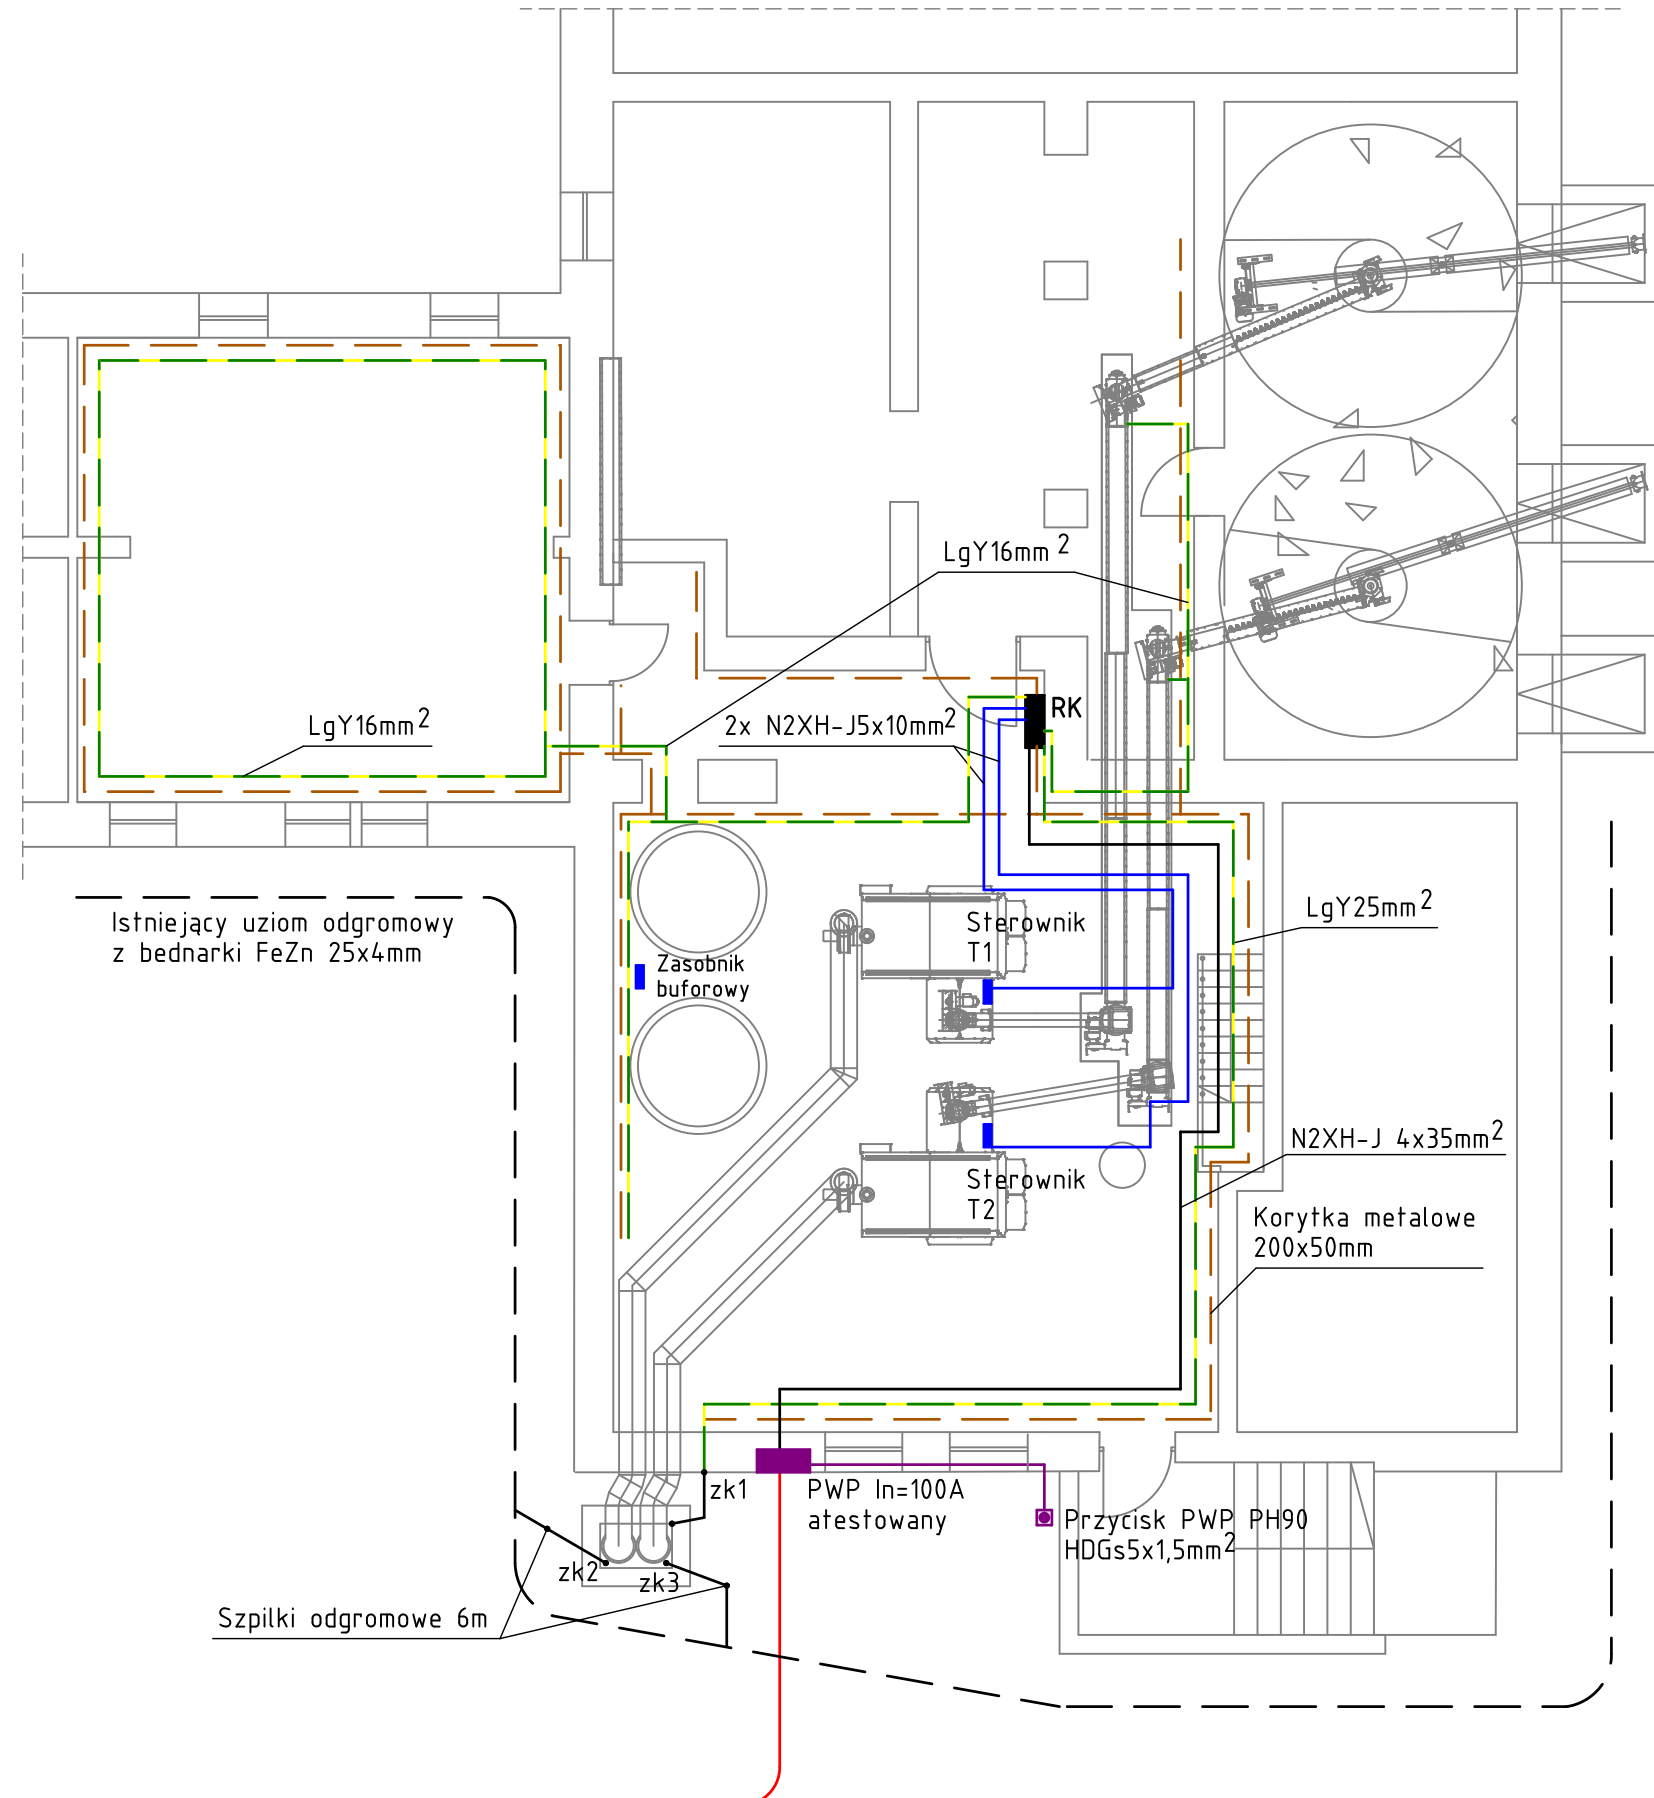 LgY16mm2
RK
LgY16mm2
2x N2XH-J5x10mm2
LgY25mm2
Istniejący uziom odgromowy
z bednarki FeZn 25x4mm
Sterownik
T1
Zasobnik
buforowy
N2XH-J 4x35mm2
Sterownik
T2
Korytka metalowe
200x50mm
zk1
PWP In=100A
atestowany
Przycisk PWP PH90
HDGs5x1,5mm2
zk2
zk3
Szpilki odgromowe 6m